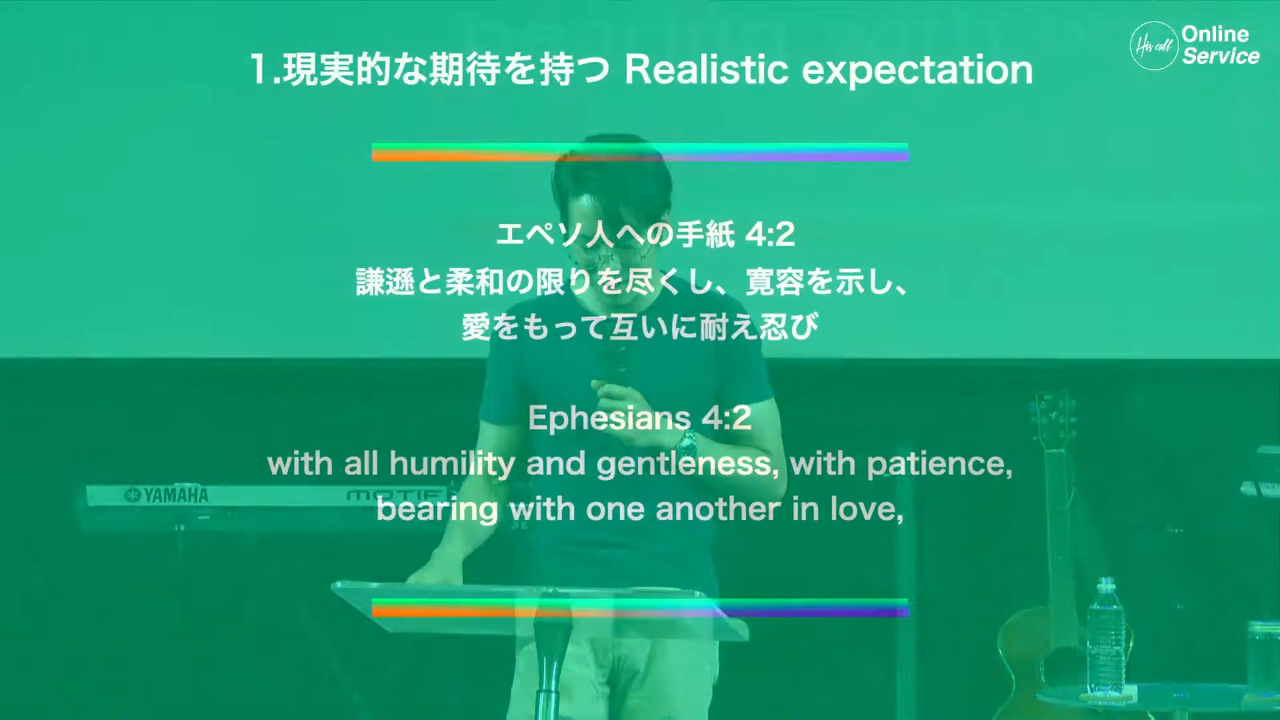 1.現実的な期待を持つ Realistic expectation
His call
Online
Service
エペソ人への手紙 4:2
謙遜と柔和の限りを尽くし、寛容を示し、
愛をもって互いに耐え忍び
Ephesians 4:2
with all humility and gentleness, with patience,
bearing with one another in love,
YAMAHA
MOTIF